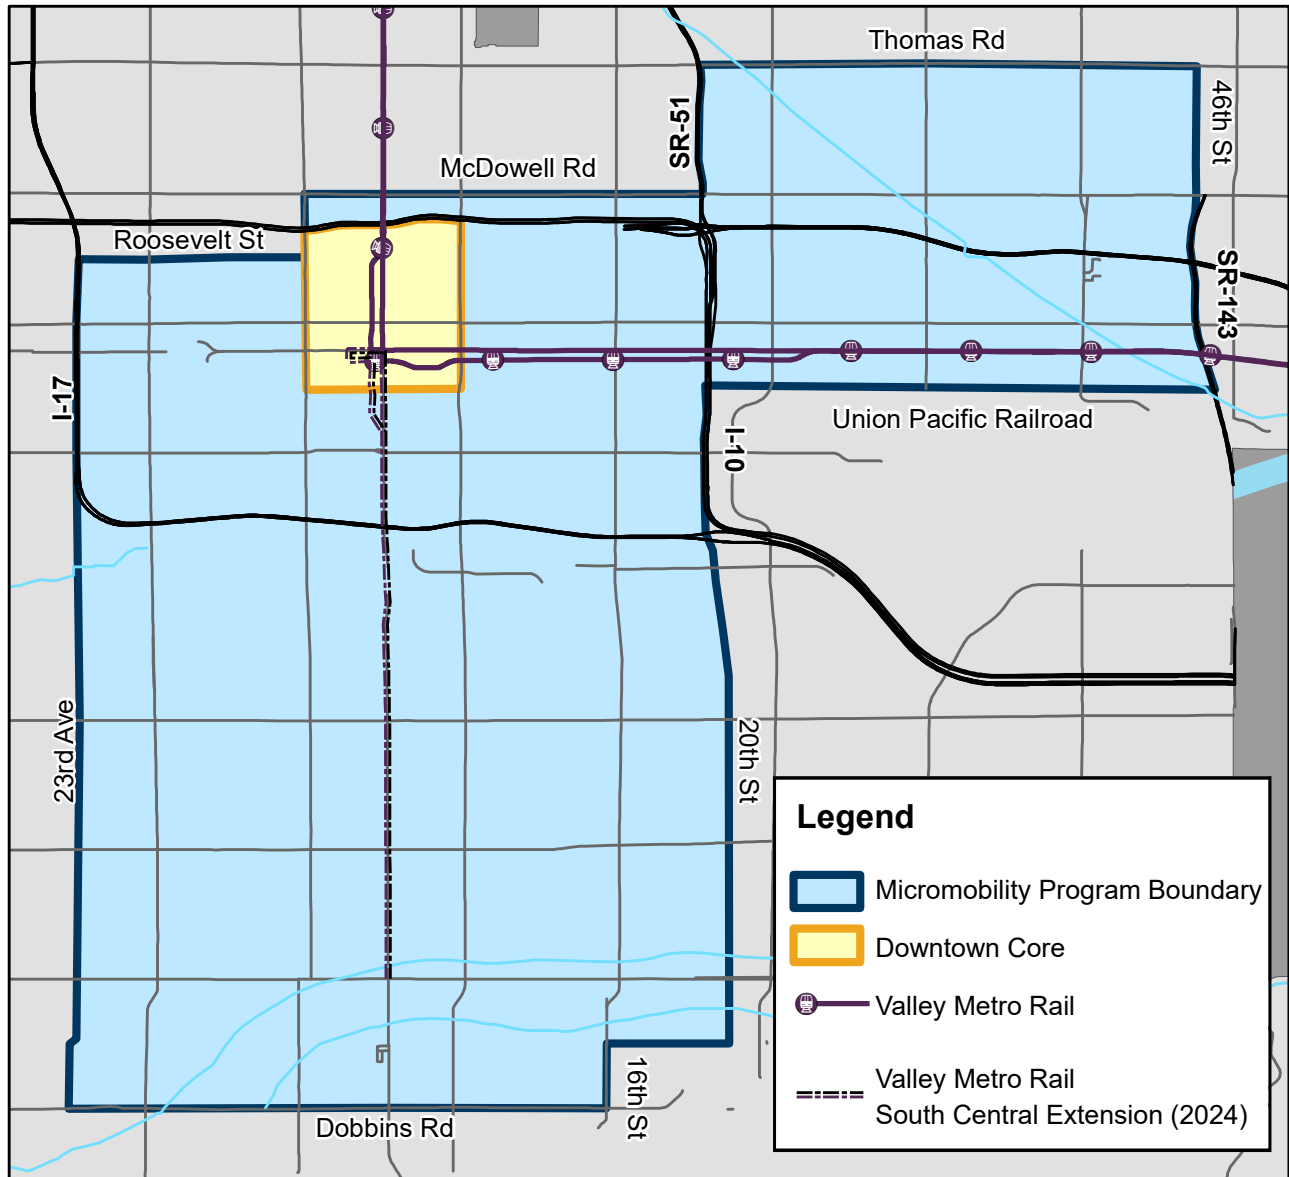 Thomas Rd
46th St
SR-51
McDowell Rd
Roosevelt St
SR-143
I-17
Union Pacific Railroad
I-10
23rd Ave
20th St
Legend
Micromobility Program Boundary
Downtown Core
Valley Metro Rail
Valley Metro Rail
South Central Extension (2024)
16th St
Dobbins Rd